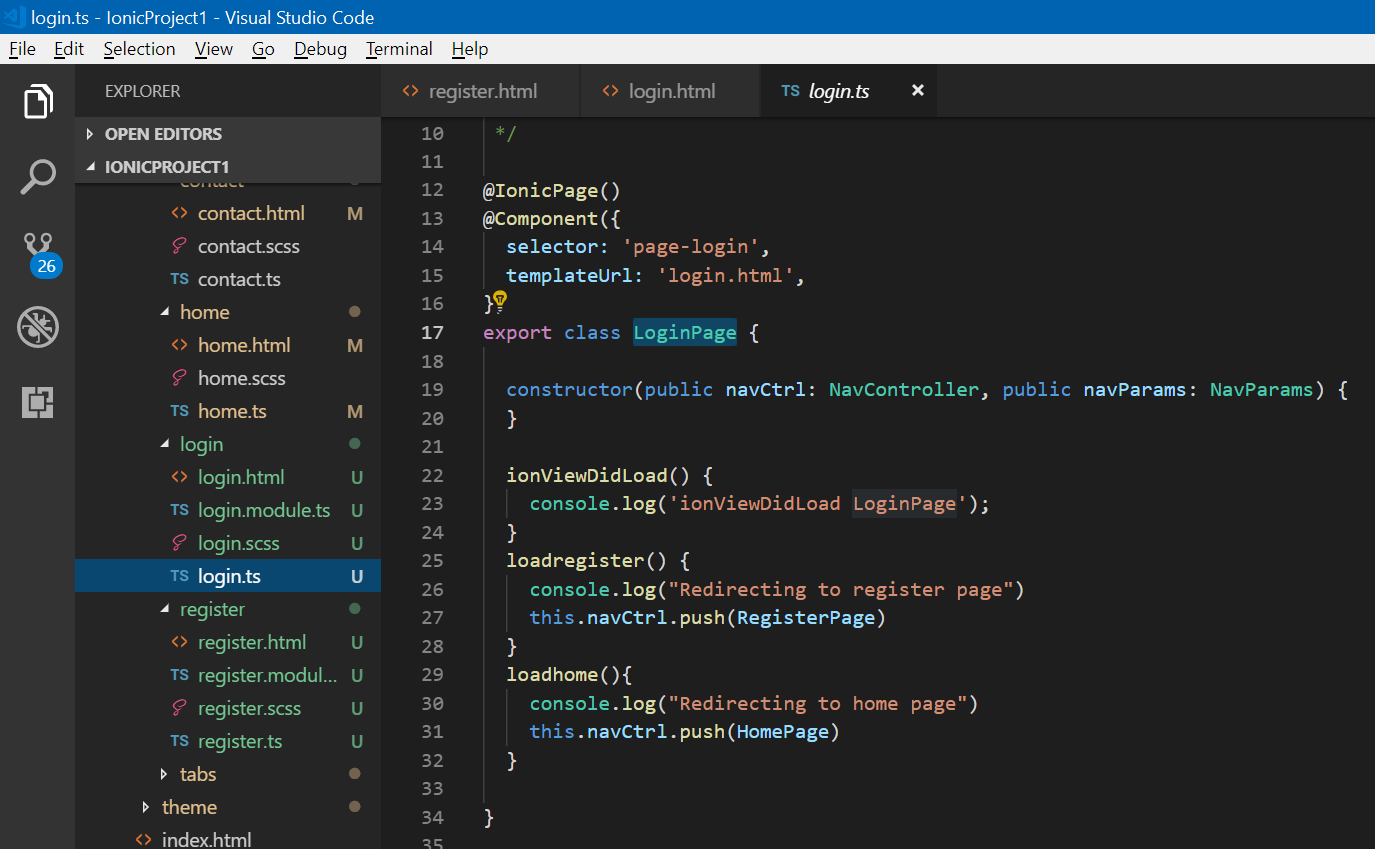 login.ts - IonicProject1 - Visual Studio Code
File Edit Selection View Go Debug Terminal Help
EXPLORER
OPEN EDITORS
IONICPROJECT1
contact
contact.html M
contact.scss
contact.ts
home
home.html M
home.scss
home.ts M
login
login.html U
login.module.ts U
login.scss U
login.ts U
register
register.html U
register.modul... U
register.scss U
register.ts U
tabs
theme
index.html
26
register.html login.html TS login.ts ×
10 */
11
12 @IonicPage()
13 @Component({
14 selector: 'page-login',
15 templateUrl: 'login.html',
16 }
17 export class LoginPage {
18
19 constructor(public navCtrl: NavController, public navParams: NavParams) {
20 }
21
22 ionViewDidLoad() {
23 console.log('ionViewDidLoad LoginPage');
24 }
25 loadregister() {
26 console.log("Redirecting to register page")
27 this.navCtrl.push(RegisterPage)
28 }
29 loadhome(){
30 console.log("Redirecting to home page")
31 this.navCtrl.push(HomePage)
32 }
33
34 }
35